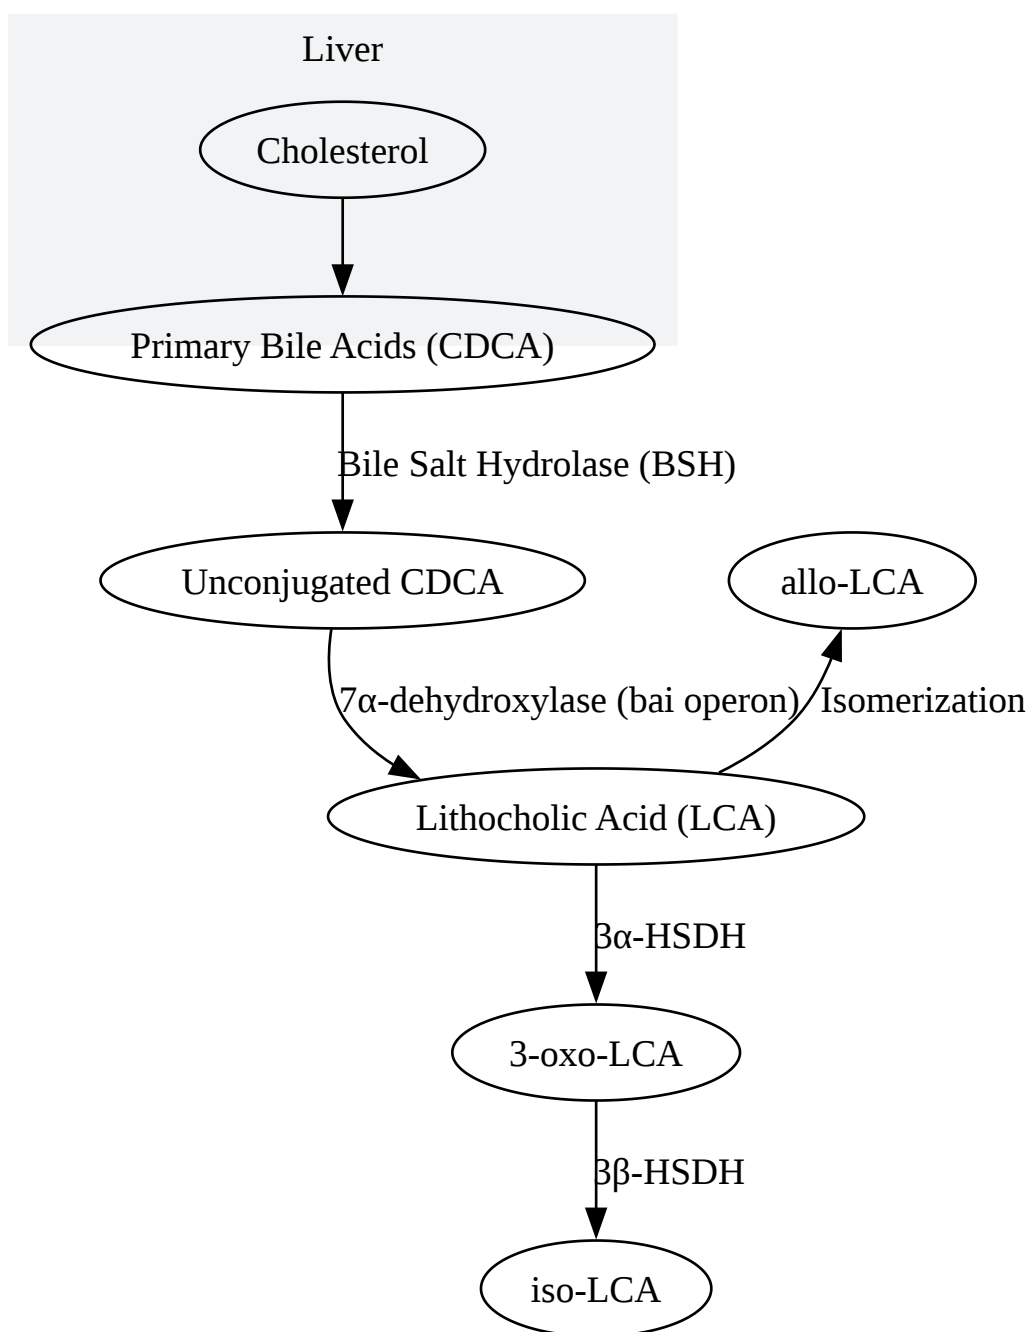 Liver
Cholesterol
Primary Bile Acids (CDCA)
Bile Salt Hydrolase (BSH)
Unconjugated CDCA
allo-LCA
7α-dehydroxylase (bai operon)
Isomerization
Lithocholic Acid (LCA)
3α-HSDH
3-oxo-LCA
3β-HSDH
iso-LCA